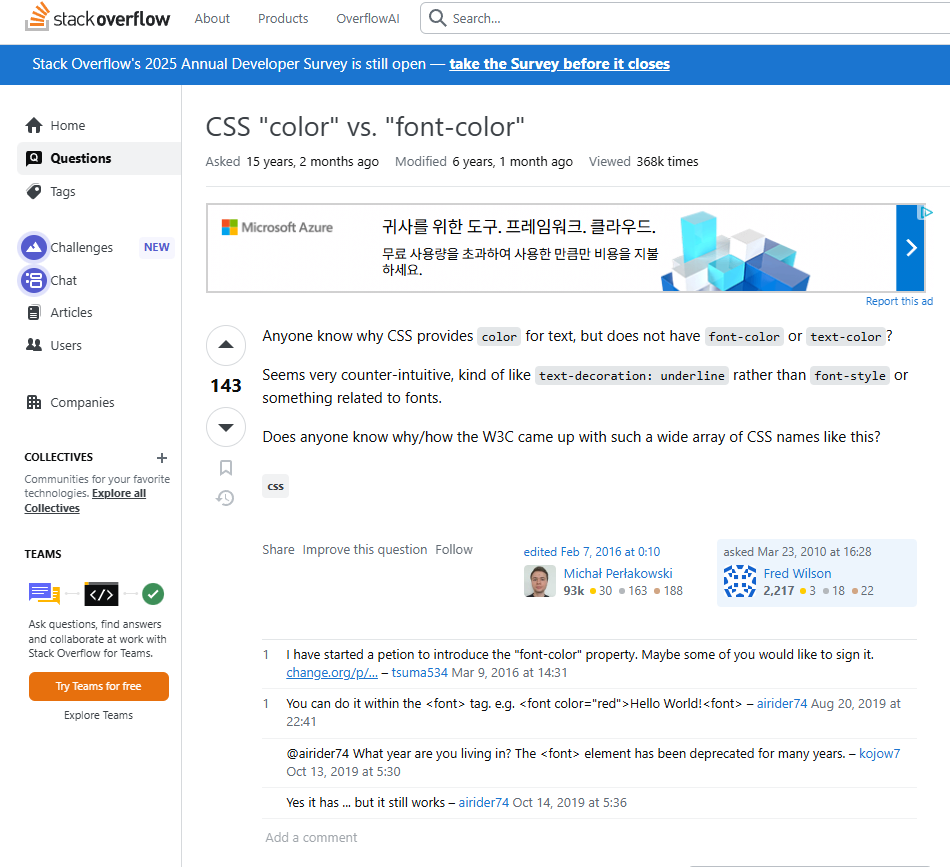 stackoverflow
About
Products
OverflowAI
Search...
Stack Overflow's 2025 Annual Developer Survey is still open — take the Survey before it closes
Home
Questions
Tags
Challenges NEW
Chat
Articles
Users
Companies
COLLECTIVES +
Communities for your favorite
technologies. Explore all
Collectives
TEAMS
</>
Ask questions, find answers
and collaborate at work with
Stack Overflow for Teams.
Try Teams for free
Explore Teams
CSS "color" vs. "font-color"
Asked 15 years, 2 months ago Modified 6 years, 1 month ago Viewed 368k times
Microsoft Azure
귀사를 위한 도구. 프레임워크. 클라우드.
무료 사용량을 초과하여 사용한 만큼만 비용을 지불
하세요.
Report this ad
143
Anyone know why CSS provides color for text, but does not have font-color or text-color?
Seems very counter-intuitive, kind of like text-decoration: underline rather than font-style or
something related to fonts.
Does anyone know why/how the W3C came up with such a wide array of CSS names like this?
css
Share Improve this question Follow
edited Feb 7, 2016 at 0:10
Michał Perłakowski
93k 30 163 188
asked Mar 23, 2010 at 16:28
Fred Wilson
2,217 3 18 22
1 I have started a petion to introduce the "font-color" property. Maybe some of you would like to sign it.
change.org/p/... – tsuma534 Mar 9, 2016 at 14:31
1 You can do it within the <font> tag. e.g. <font color="red">Hello World!<font> – airider74 Aug 20, 2019 at
22:41
@airider74 What year are you living in? The <font> element has been deprecated for many years. – kojow7
Oct 13, 2019 at 5:30
Yes it has ... but it still works – airider74 Oct 14, 2019 at 5:36
Add a comment